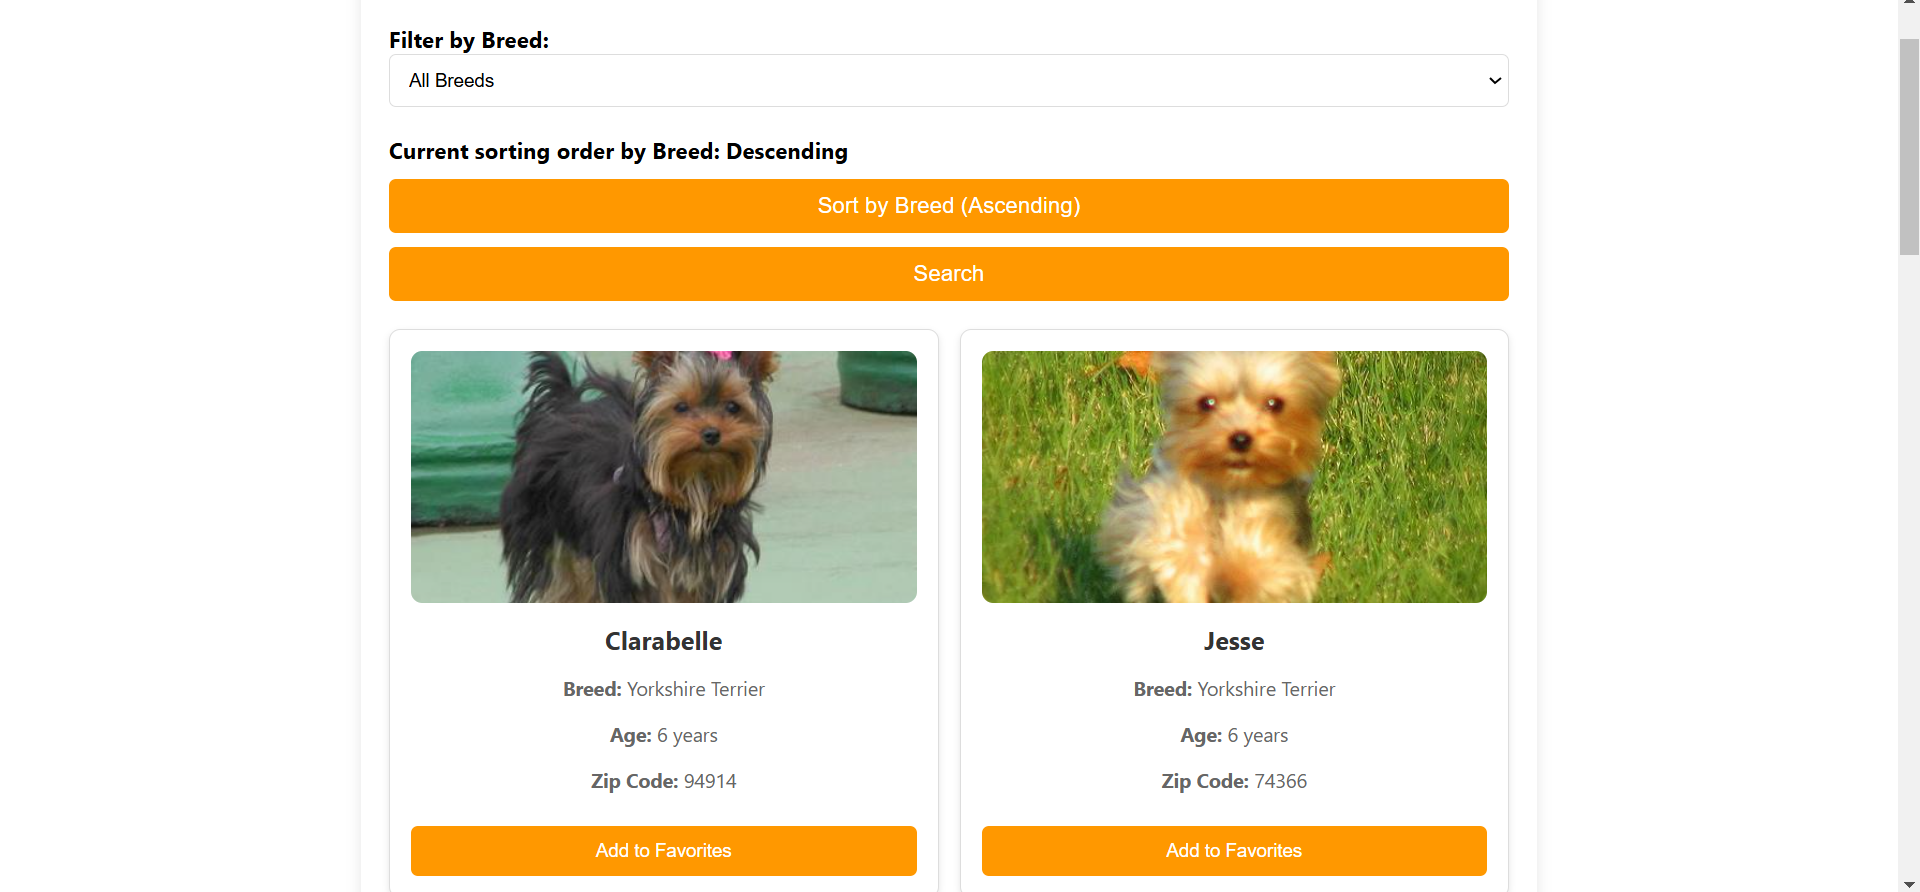 Filter by Breed:
All Breeds
Current sorting order by Breed: Descending
Sort by Breed (Ascending)
Search
Clarabelle
Breed: Yorkshire Terrier
Age: 6 years
Zip Code: 94914
Add to Favorites
Jesse
Breed: Yorkshire Terrier
Age: 6 years
Zip Code: 74366
Add to Favorites